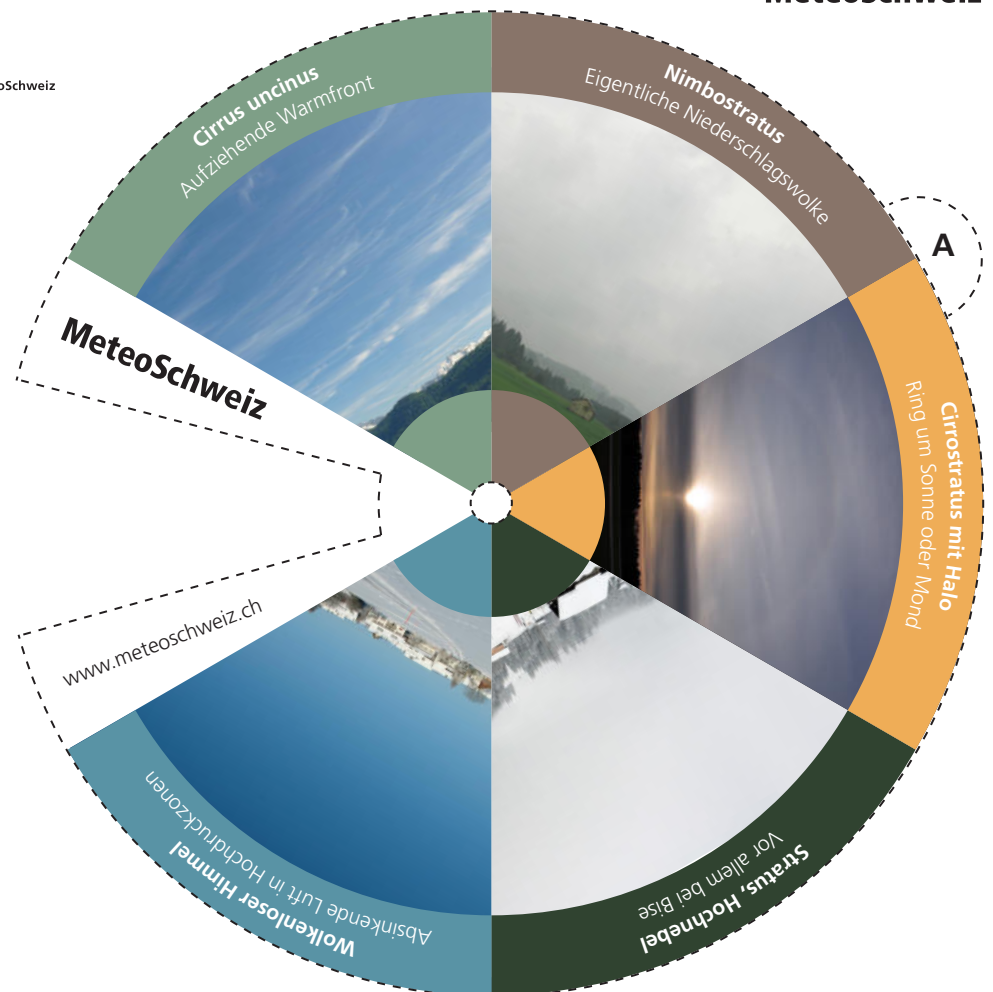 MeteoSchweiz
oSchweiz
Cirrus uncinus
Aufziehende Warmfront
Nimbostratus
Eigentliche Niederschlagswolke
A
Cirrostratus mit Halo
Ring um Sonne oder Mond
Stratus, Hochnebel
Vor allem bei Bise
Wolkenloser Himmel
Absinkende Luft in Hochdruckzonen
MeteoSchweiz
www.meteoschweiz.ch